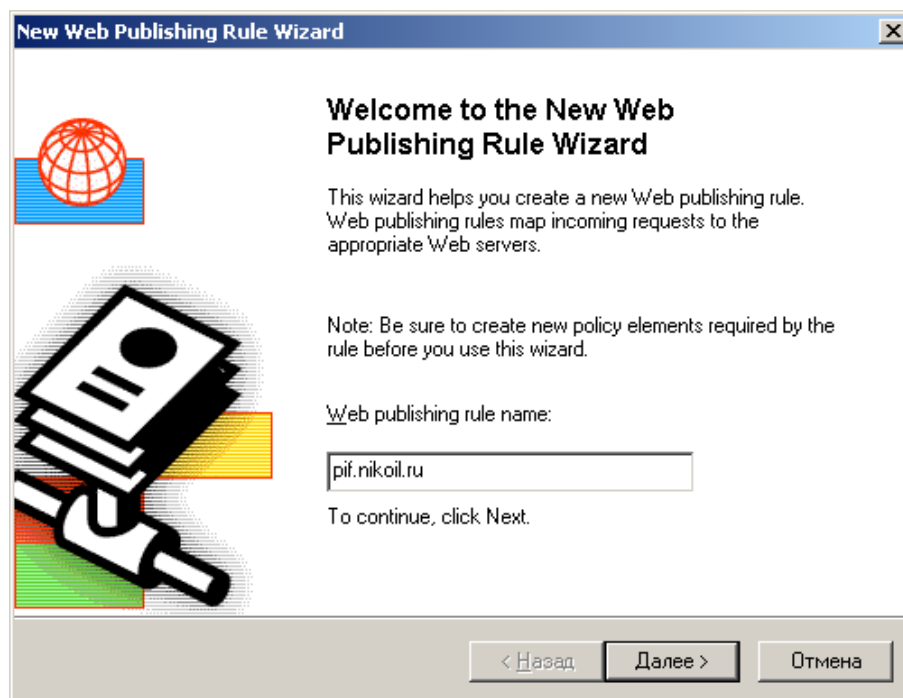 New Web Publishing Rule Wizard
Welcome to the New Web
Publishing Rule Wizard
This wizard helps you create a new Web publishing rule.
Web publishing rules map incoming requests to the
appropriate Web servers.
Note: Be sure to create new policy elements required by the
rule before you use this wizard.
Web publishing rule name:
pif.nikoil.ru
To continue, click Next.
< Назад Далее > Отмена